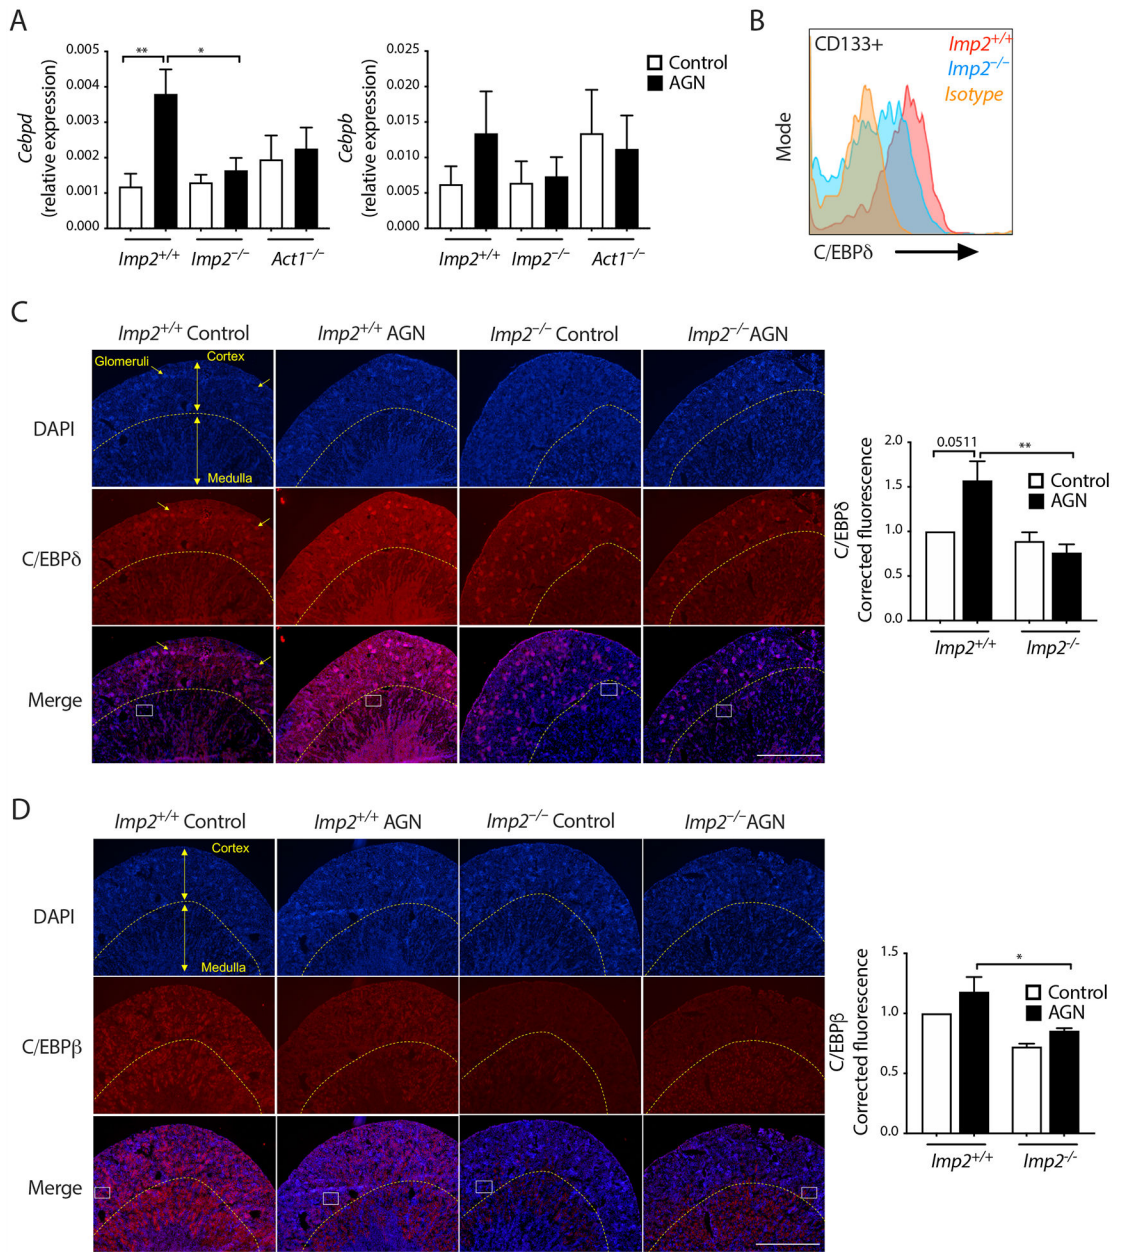 A
B
0.005
0.004
0.003
0.002
0.001
0.000
Cebpd
(relative expression)
**
*
Imp2+/+
Imp2−/−
Act1−/−
0.025
0.020
0.015
0.010
0.005
0.000
Cebpb
(relative expression)
Control
AGN
Imp2+/+
Imp2−/−
Act1−/−
CD133+
Imp2+/+
Imp2−/−
Isotype
Mode
C/EBPδ
C
Imp2+/+ Control
Imp2+/+ AGN
Imp2−/− Control
Imp2−/−AGN
Glomeruli
Cortex
Medulla
DAPI
C/EBPδ
Merge
C/EBPδ
Corrected fluorescence
2.0
1.5
1.0
0.5
0.0
0.0511
**
Control
AGN
Imp2+/+
Imp2-/-
D
Imp2+/+ Control
Imp2+/+ AGN
Imp2−/− Control
Imp2−/−AGN
Cortex
Medulla
DAPI
C/EBPβ
Merge
C/EBPβ
Corrected fluorescence
1.5
1.0
0.5
0.0
*
Control
AGN
Imp2+/+
Imp2-/-